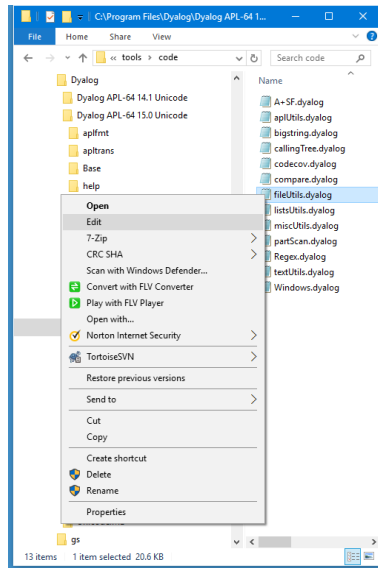 C:\Program Files\Dyalog\Dyalog APL-64 1...
File Home Share View
« tools › code
Search code
Dyalog
Dyalog APL-64 14.1 Unicode
Dyalog APL-64 15.0 Unicode
aplfmt
apltrans
Base
help
Open
Edit
7-Zip
CRC SHA
Scan with Windows Defender...
Convert with FLV Converter
Play with FLV Player
Open with...
Norton Internet Security
TortoiseSVN
Restore previous versions
Send to
Cut
Copy
Create shortcut
Delete
Rename
Properties
gs
Name
A+SF.dyalog
aplUtils.dyalog
bigstring.dyalog
callingTree.dyalog
codecov.dyalog
compare.dyalog
fileUtils.dyalog
listsUtils.dyalog
miscUtils.dyalog
partScan.dyalog
Regex.dyalog
textUtils.dyalog
Windows.dyalog
13 items 1 item selected 20.6 KB